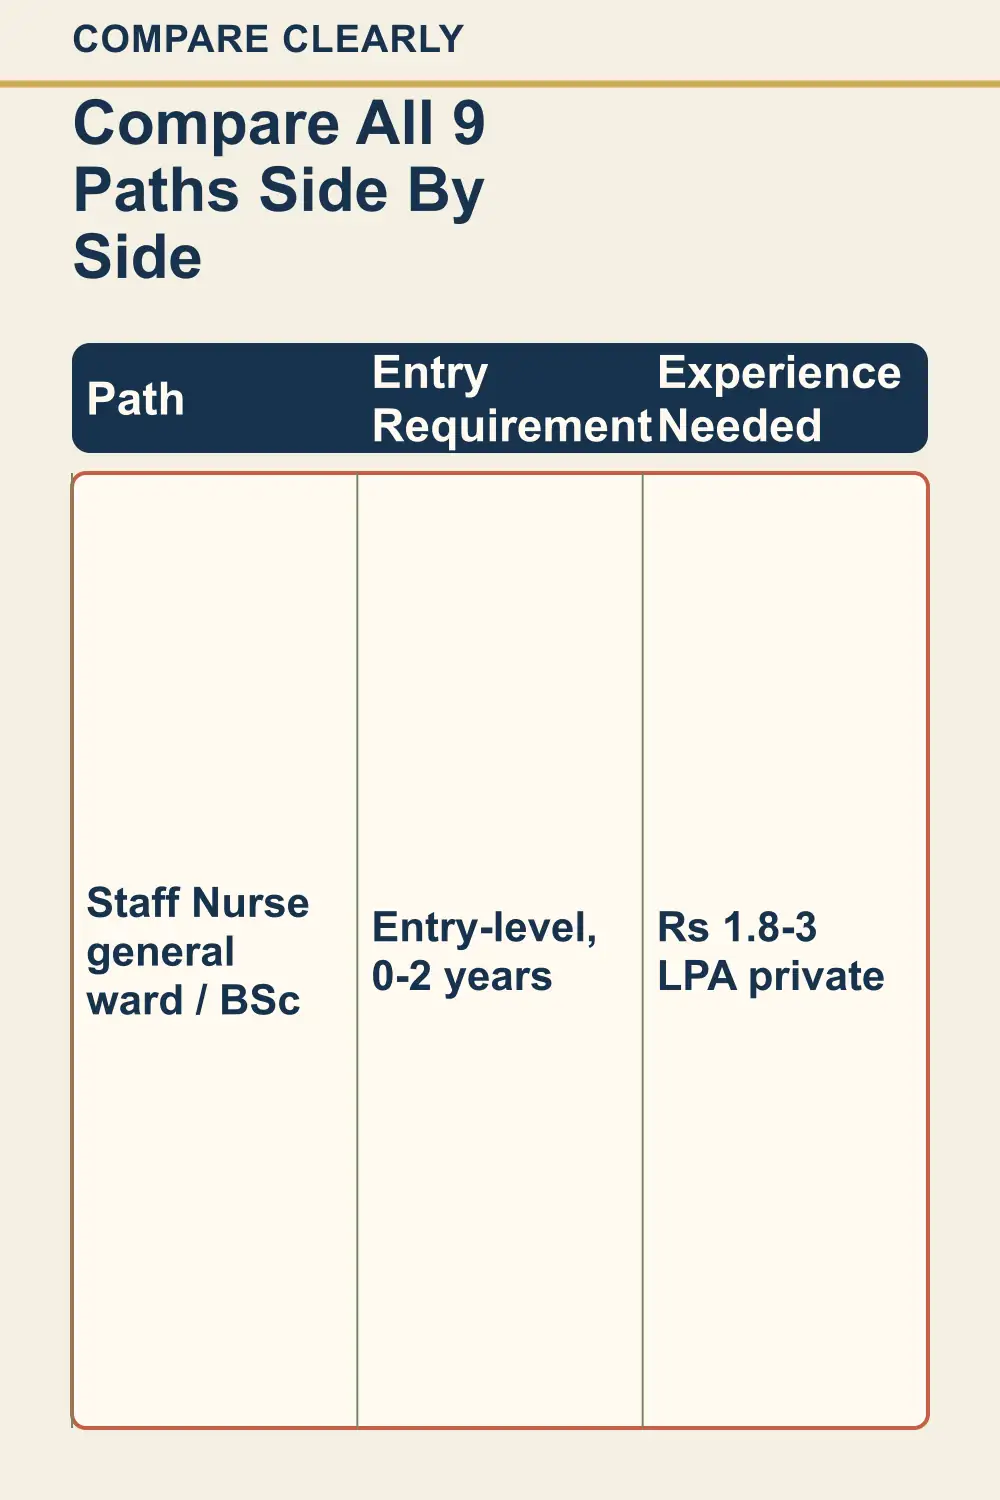 COMPARE CLEARLY
Compare All 9
Paths Side By
Side
Path
Entry
Requirement
Experience
Needed
Staff Nurse
general
ward / BSc
Entry-level,
0-2 years
Rs 1.8-3
LPA private